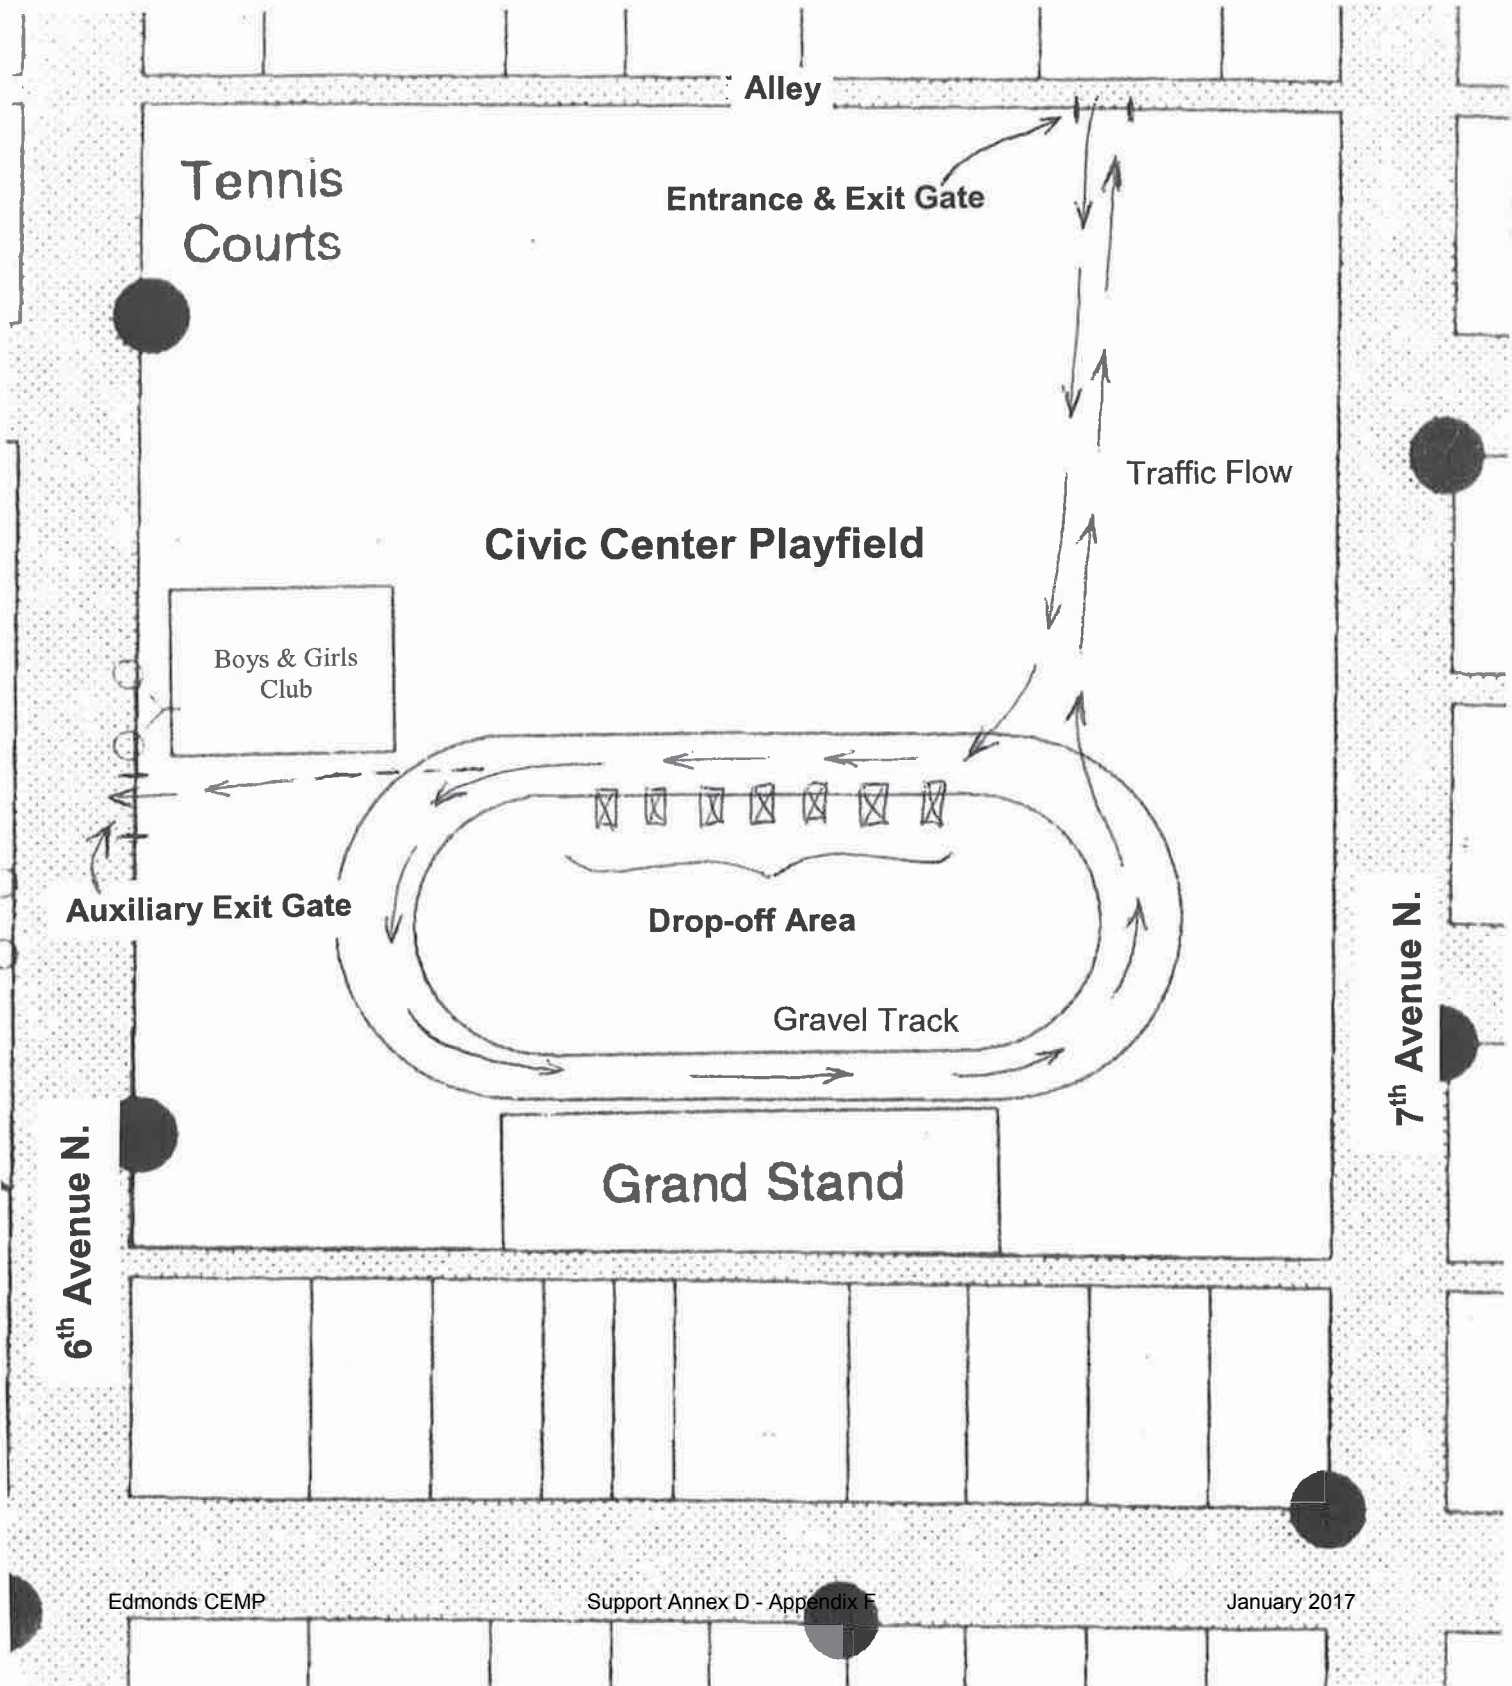 Alley
Tennis
Courts
Entrance & Exit Gate
Traffic Flow
Civic Center Playfield
Boys & Girls
Club
Auxiliary Exit Gate
Drop-off Area
Gravel Track
7th Avenue N.
6th Avenue N.
Grand Stand
Edmonds CEMP
Support Annex D - Appendix F
January 2017